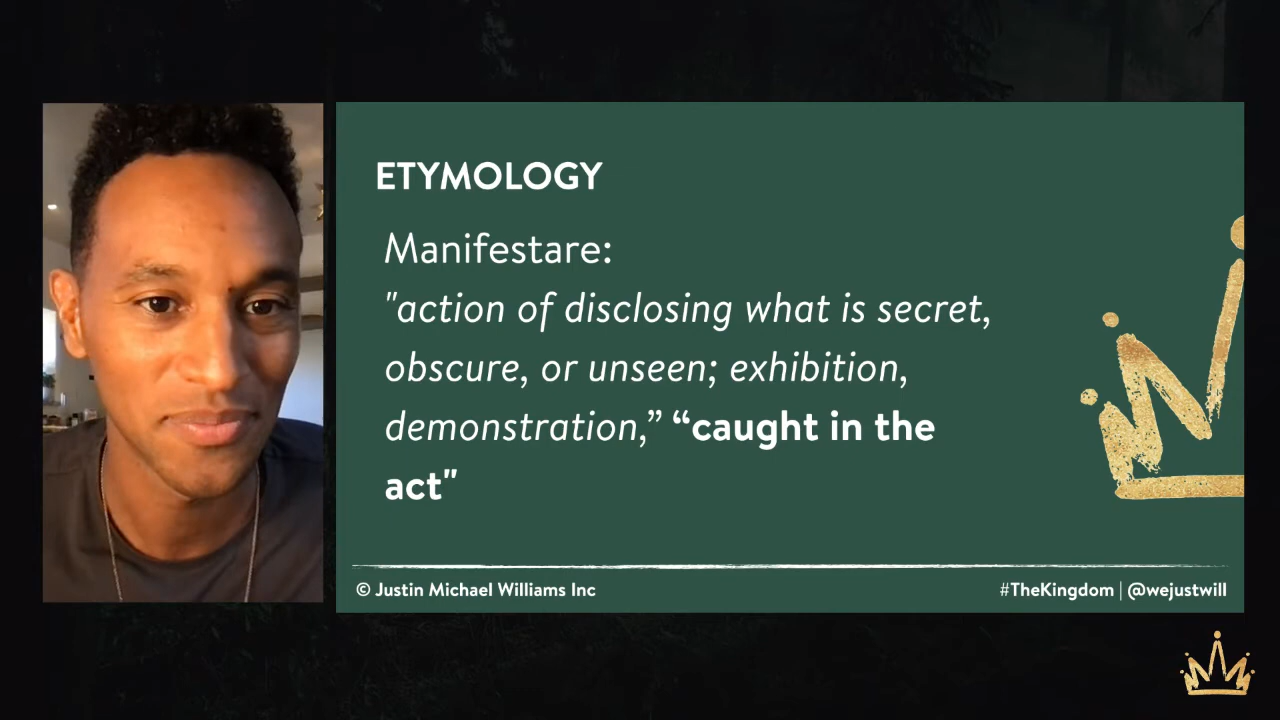 ETYMOLOGY
Manifestare:
"action of disclosing what is secret,
obscure, or unseen; exhibition,
demonstration,” “caught in the
act"
© Justin Michael Williams Inc
#TheKingdom | @wejustwill